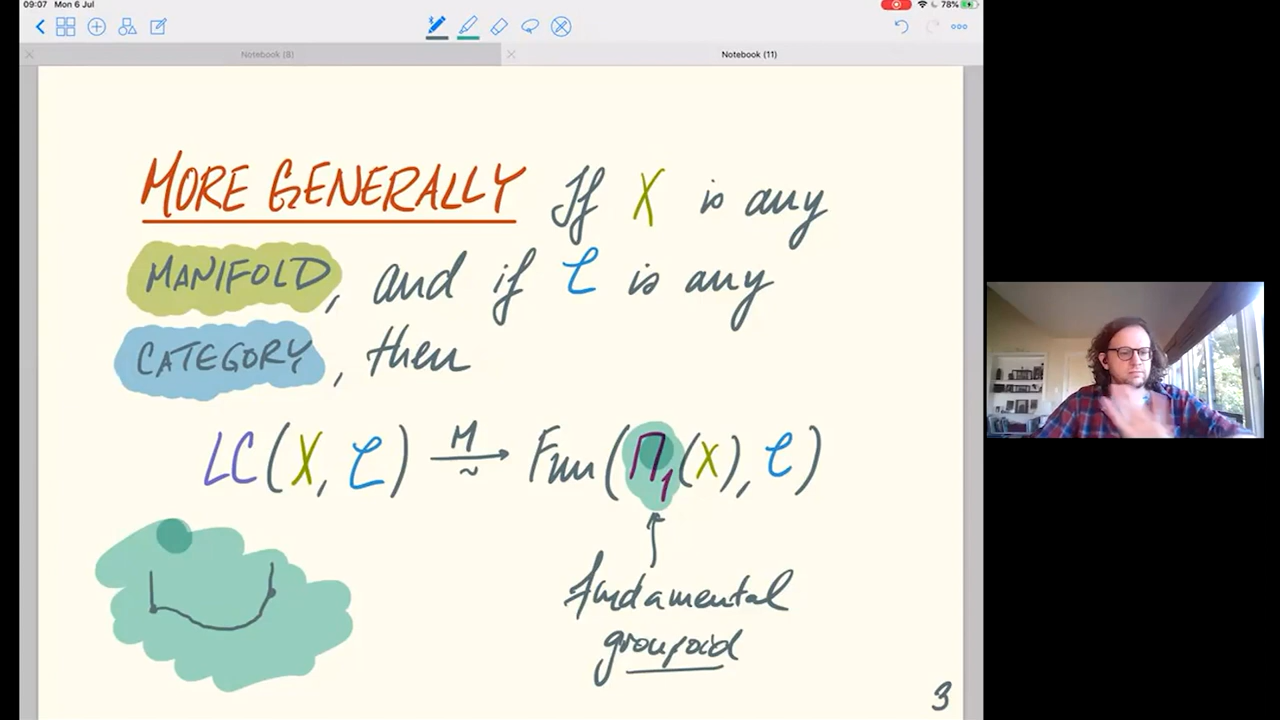 09:07 Mon 6 Jul
78%
Notebook (8)
Notebook (11)
MORE GENERALLY If X is any
MANIFOLD, and if C is any
CATEGORY, then
LC(X, C) M ~ → Fun(Π₁(X), C)
fundamental
groupoid
3